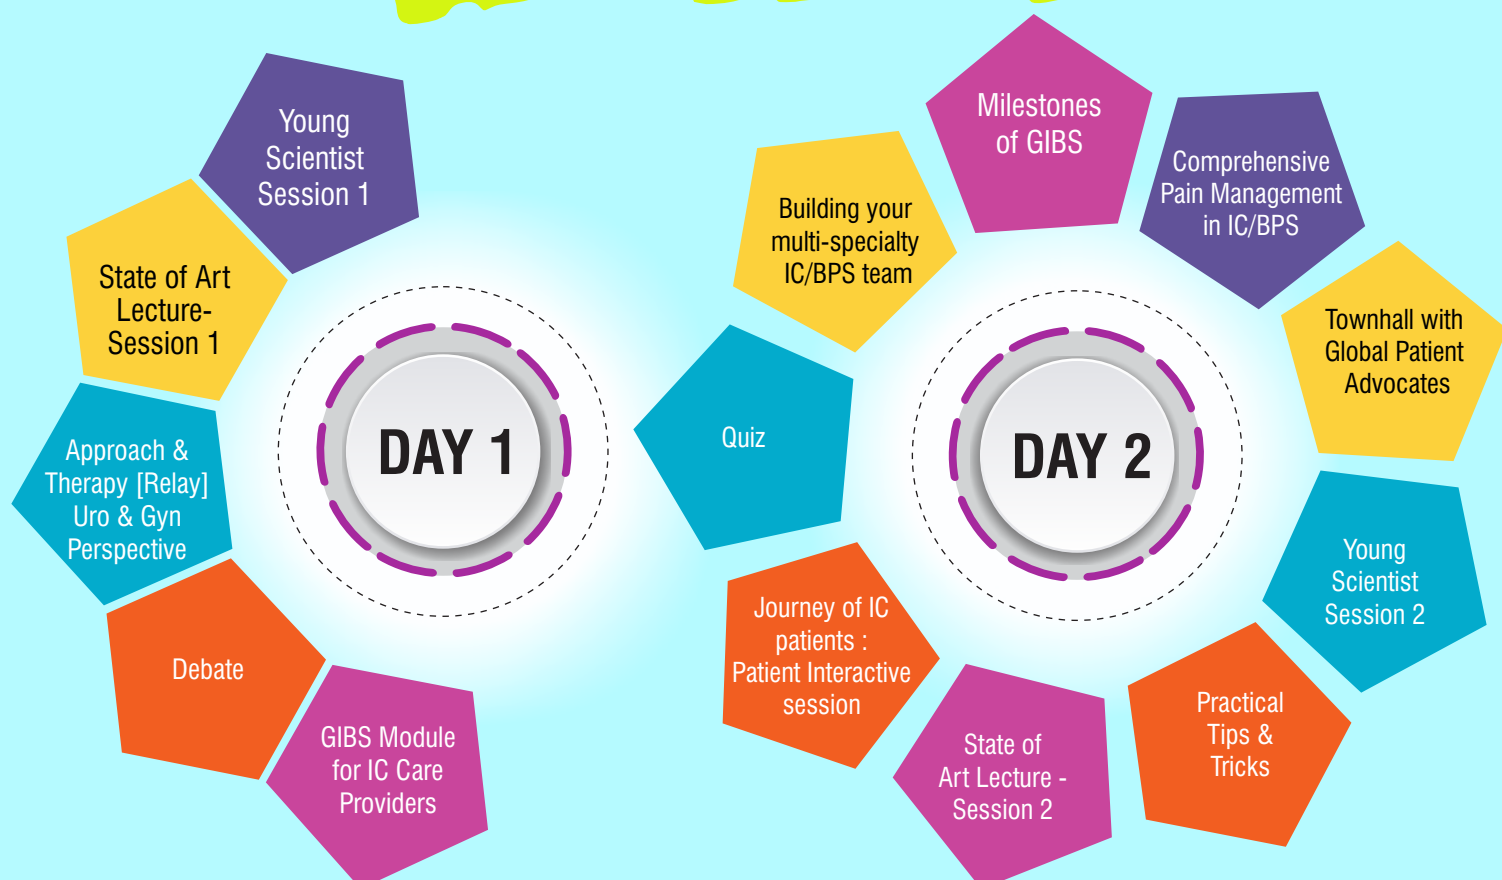 Young
Scientist
Session 1
State of Art
Lecture-
Session 1
Approach &
Therapy [Relay]
Uro & Gyn
Perspective
Debate
GIBS Module
for IC Care
Providers
DAY 1
Milestones
of GIBS
Comprehensive
Pain Management
in IC/BPS
Townhall with
Global Patient
Advocates
Young
Scientist
Session 2
Practical
Tips &
Tricks
State of
Art Lecture -
Session 2
Journey of IC
patients :
Patient Interactive
session
Quiz
Building your
multi-specialty
IC/BPS team
DAY 2